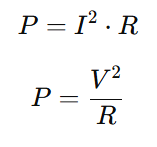 P = I² · R
P = V² / R